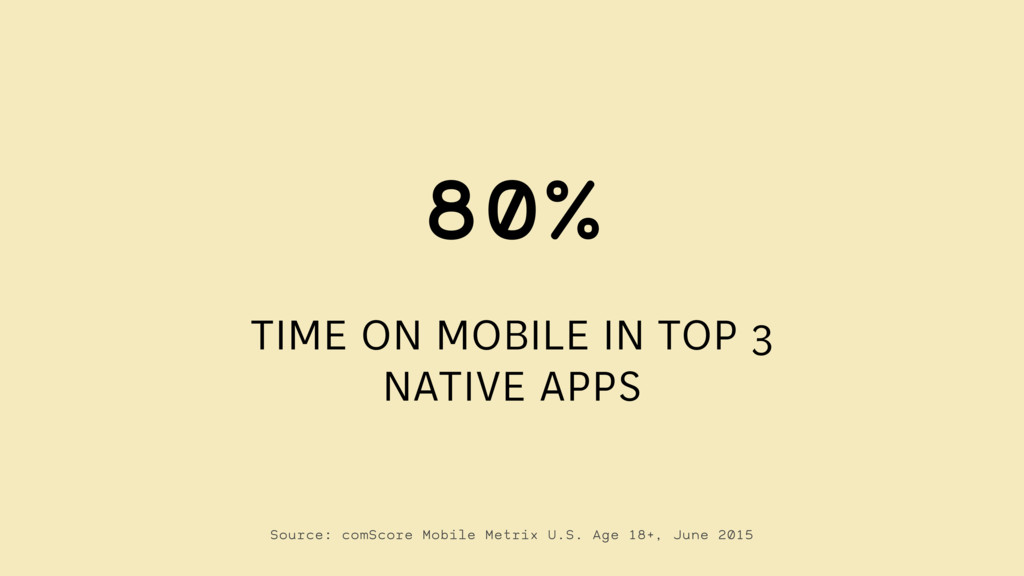 80%
TIME ON MOBILE IN TOP 3
NATIVE APPS
Source: comScore Mobile Metrix U.S. Age 18+, June 2015